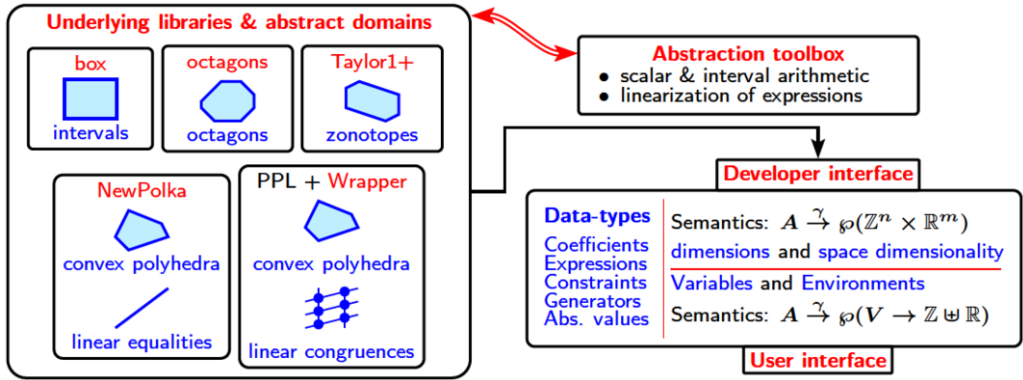 Underlying libraries & abstract domains
box
intervals
octagons
octagons
Taylor1+
zonotopes
NewPolka
convex polyhedra
linear equalities
PPL + Wrapper
convex polyhedra
linear congruences
Abstraction toolbox
• scalar & interval arithmetic
• linearization of expressions
Developer interface
Data-types
Coefficients
Expressions
Constraints
Generators
Abs. values
Semantics: A →^γ ℘(ℤⁿ × ℝᵐ)
dimensions and space dimensionality
Variables and Environments
Semantics: A →^γ ℘(V → ℤ ⊎ ℝ)
User interface